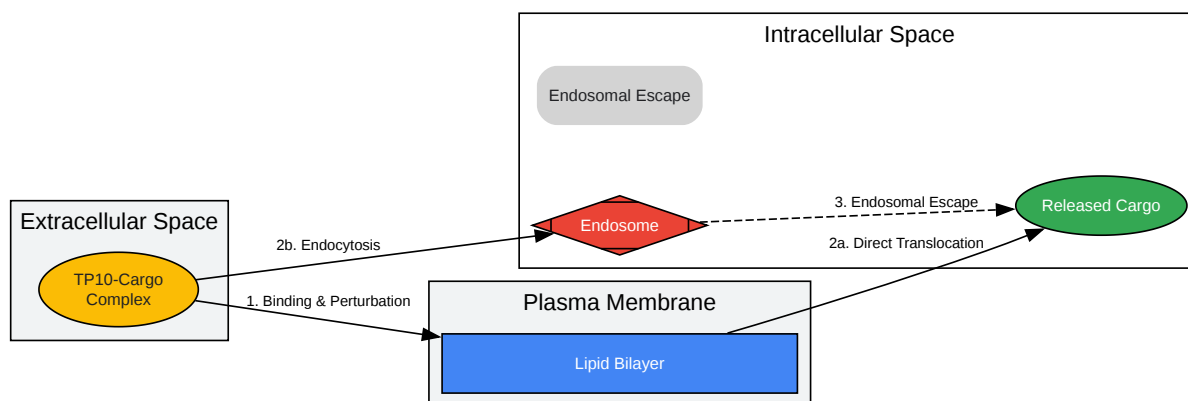 Intracellular Space
Endosomal Escape
Extracellular Space
TP10-Cargo
Complex
2b. Endocytosis
1. Binding & Perturbation
Endosome
3. Endosomal Escape
Released Cargo
2a. Direct Translocation
Plasma Membrane
Lipid Bilayer